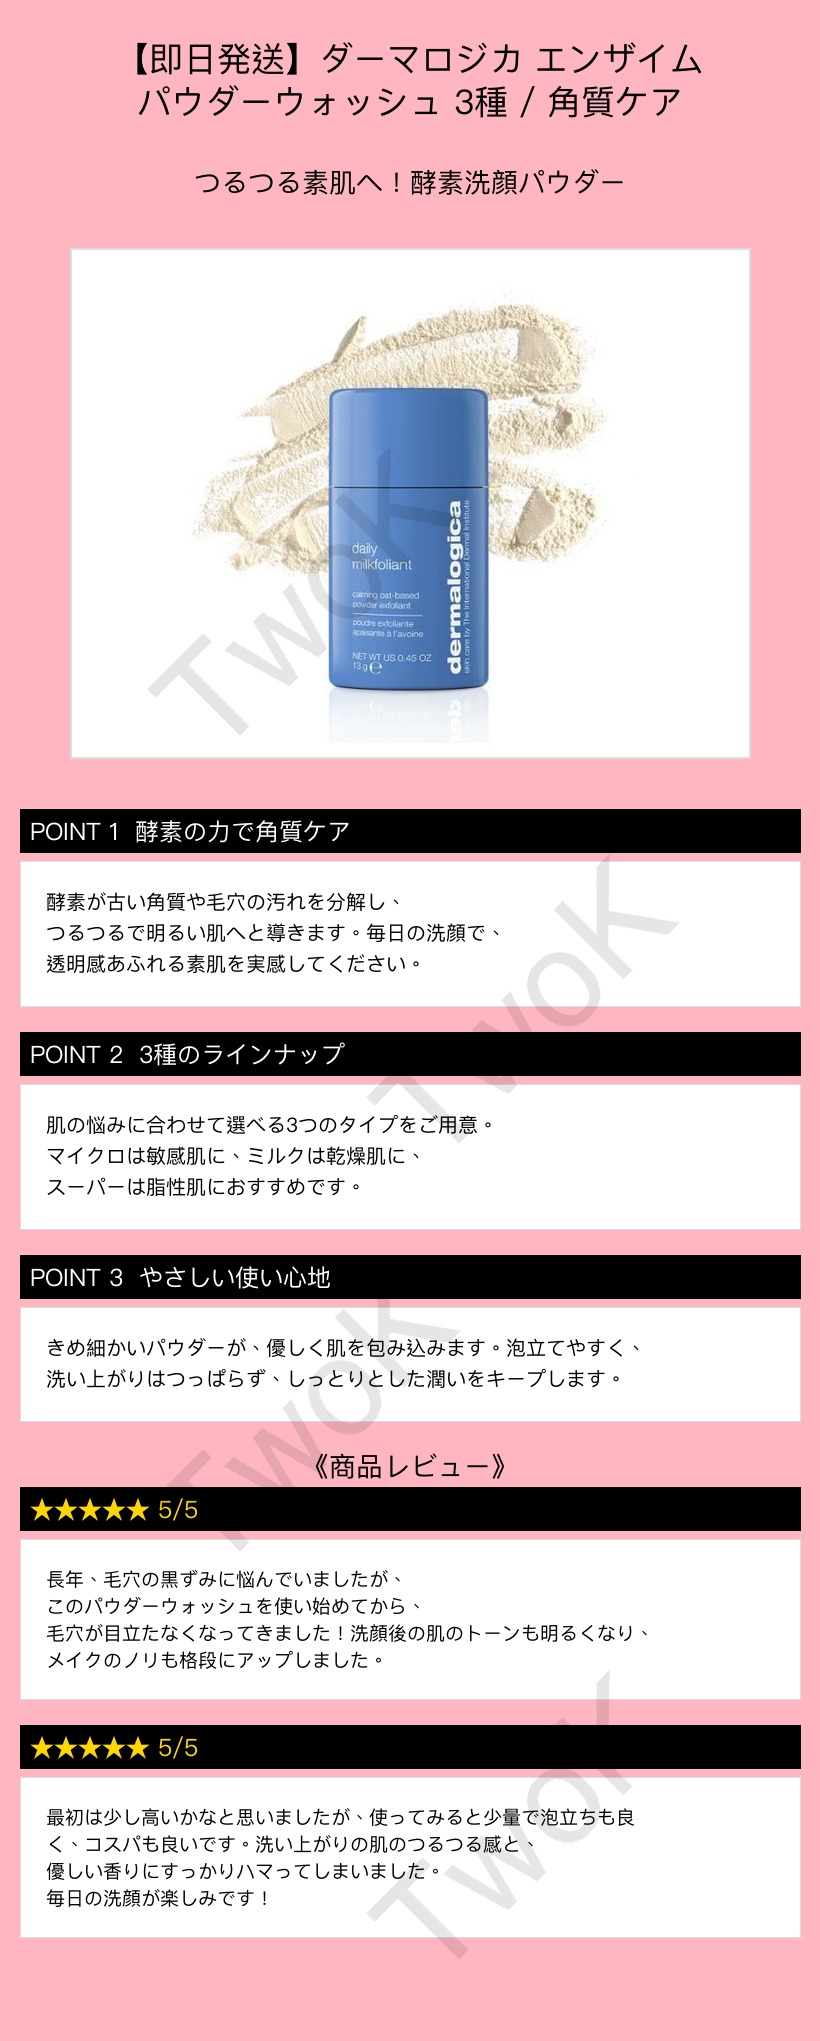 【即日発送】ダーマロジカ エンザイム
パウダーウォッシュ 3種 / 角質ケア
つるつる素肌へ！酵素洗顔パウダー
daily
milkfoliant
calming oat-based
powder exfoliant
poudre exfoliante
apaisante à l'avoine
NET WT US 0.45 OZ
13 g ℮
dermalogica
skin care by The International Dermal Institute
TwoK
POINT 1 酵素の力で角質ケア
酵素が古い角質や毛穴の汚れを分解し、
つるつるで明るい肌へと導きます。毎日の洗顔で、
透明感あふれる素肌を実感してください。
TwoK
POINT 2 3種のラインナップ
肌の悩みに合わせて選べる3つのタイプをご用意。
マイクロは敏感肌に、ミルクは乾燥肌に、
スーパーは脂性肌におすすめです。
POINT 3 やさしい使い心地
きめ細かいパウダーが、優しく肌を包み込みます。泡立てやすく、
洗い上がりはつっぱらず、しっとりとした潤いをキープします。
TwoK
《商品レビュー》
★★★★★ 5/5
長年、毛穴の黒ずみに悩んでいましたが、
このパウダーウォッシュを使い始めてから、
毛穴が目立たなくなってきました！洗顔後の肌のトーンも明るくなり、
メイクのノリも格段にアップしました。
★★★★★ 5/5
最初は少し高いかなと思いましたが、使ってみると少量で泡立ちも良
く、コスパも良いです。洗い上がりの肌のつるつる感と、
優しい香りにすっかりハマってしまいました。
毎日の洗顔が楽しみです！
TwoK